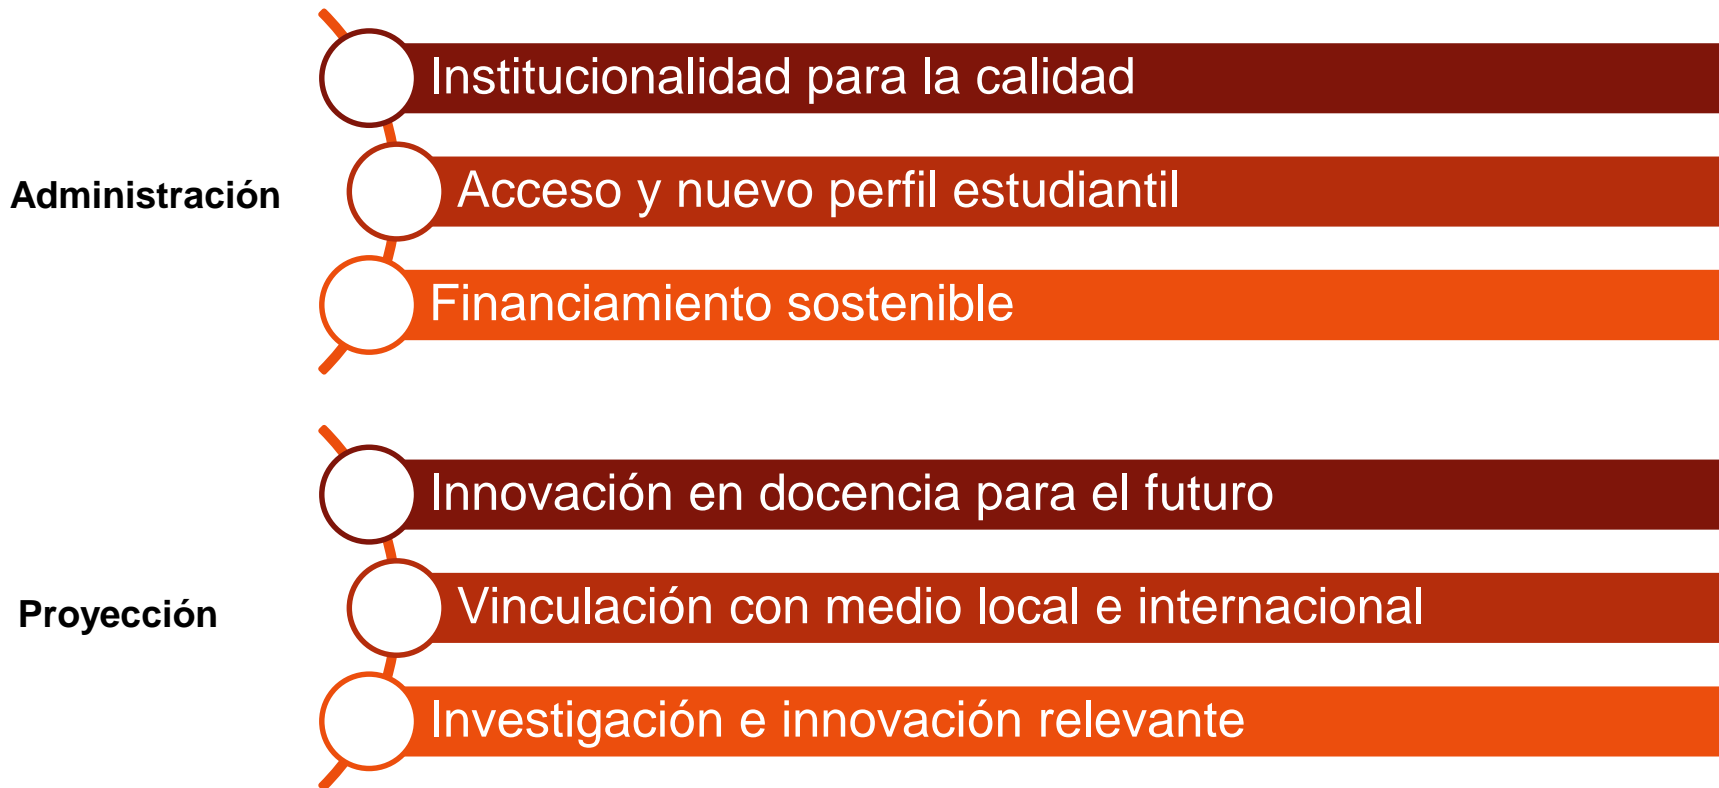 Administración
Institucionalidad para la calidad
Acceso y nuevo perfil estudiantil
Financiamiento sostenible
Proyección
Innovación en docencia para el futuro
Vinculación con medio local e internacional
Investigación e innovación relevante